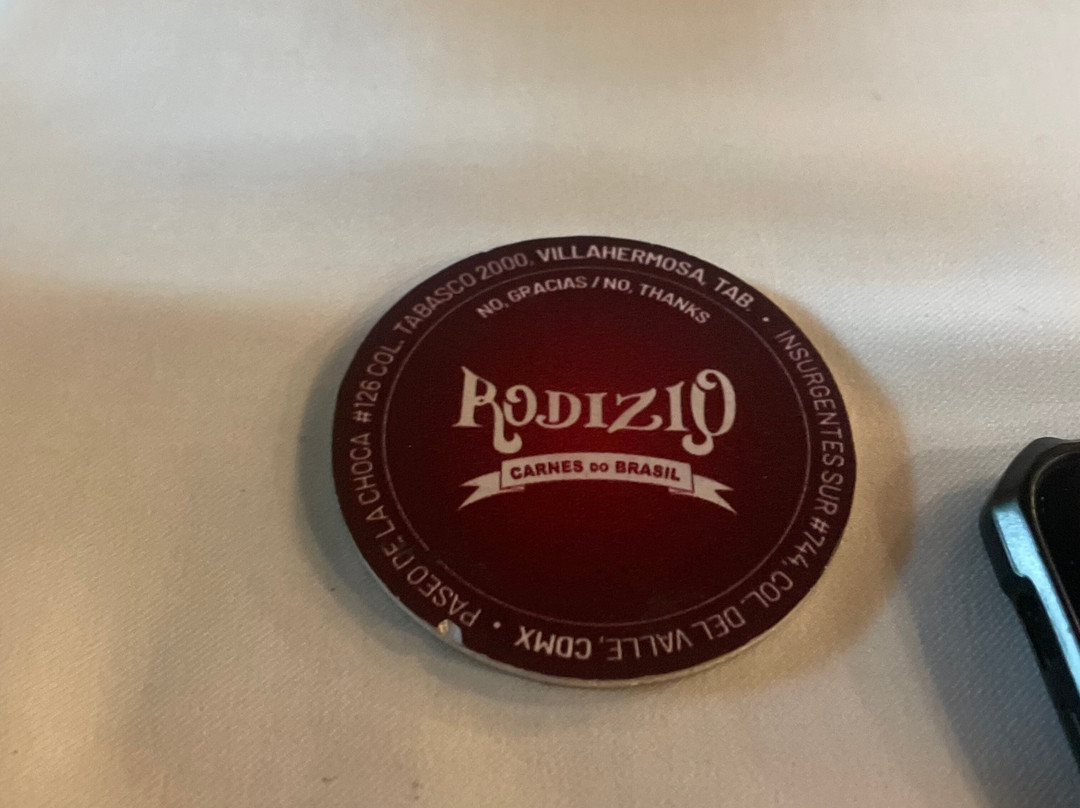 PASEO DE LA CHOCA #126 COL. TABASCO 2000, VILLAHERMOSA, TAB. • INSURGENTES SUR #744, COL. DEL VALLE, CDMX •
NO, GRACIAS / NO, THANKS
RODIZIO
CARNES DO BRASIL